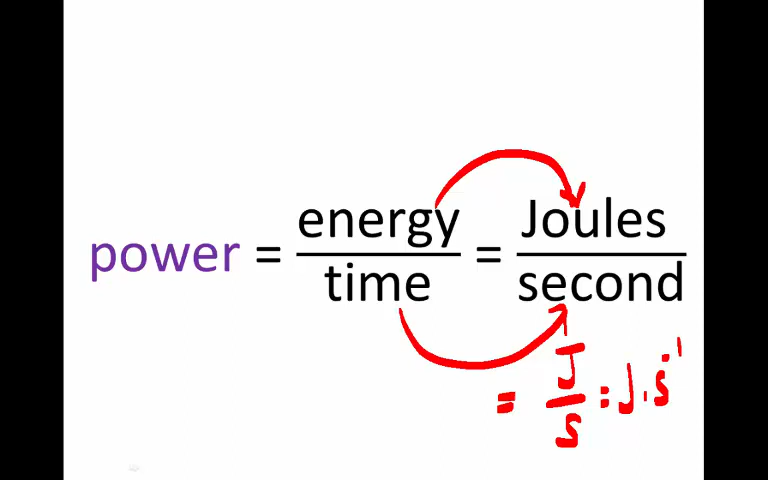 power = energy / time = Joules / second
= J / s = J · s⁻¹